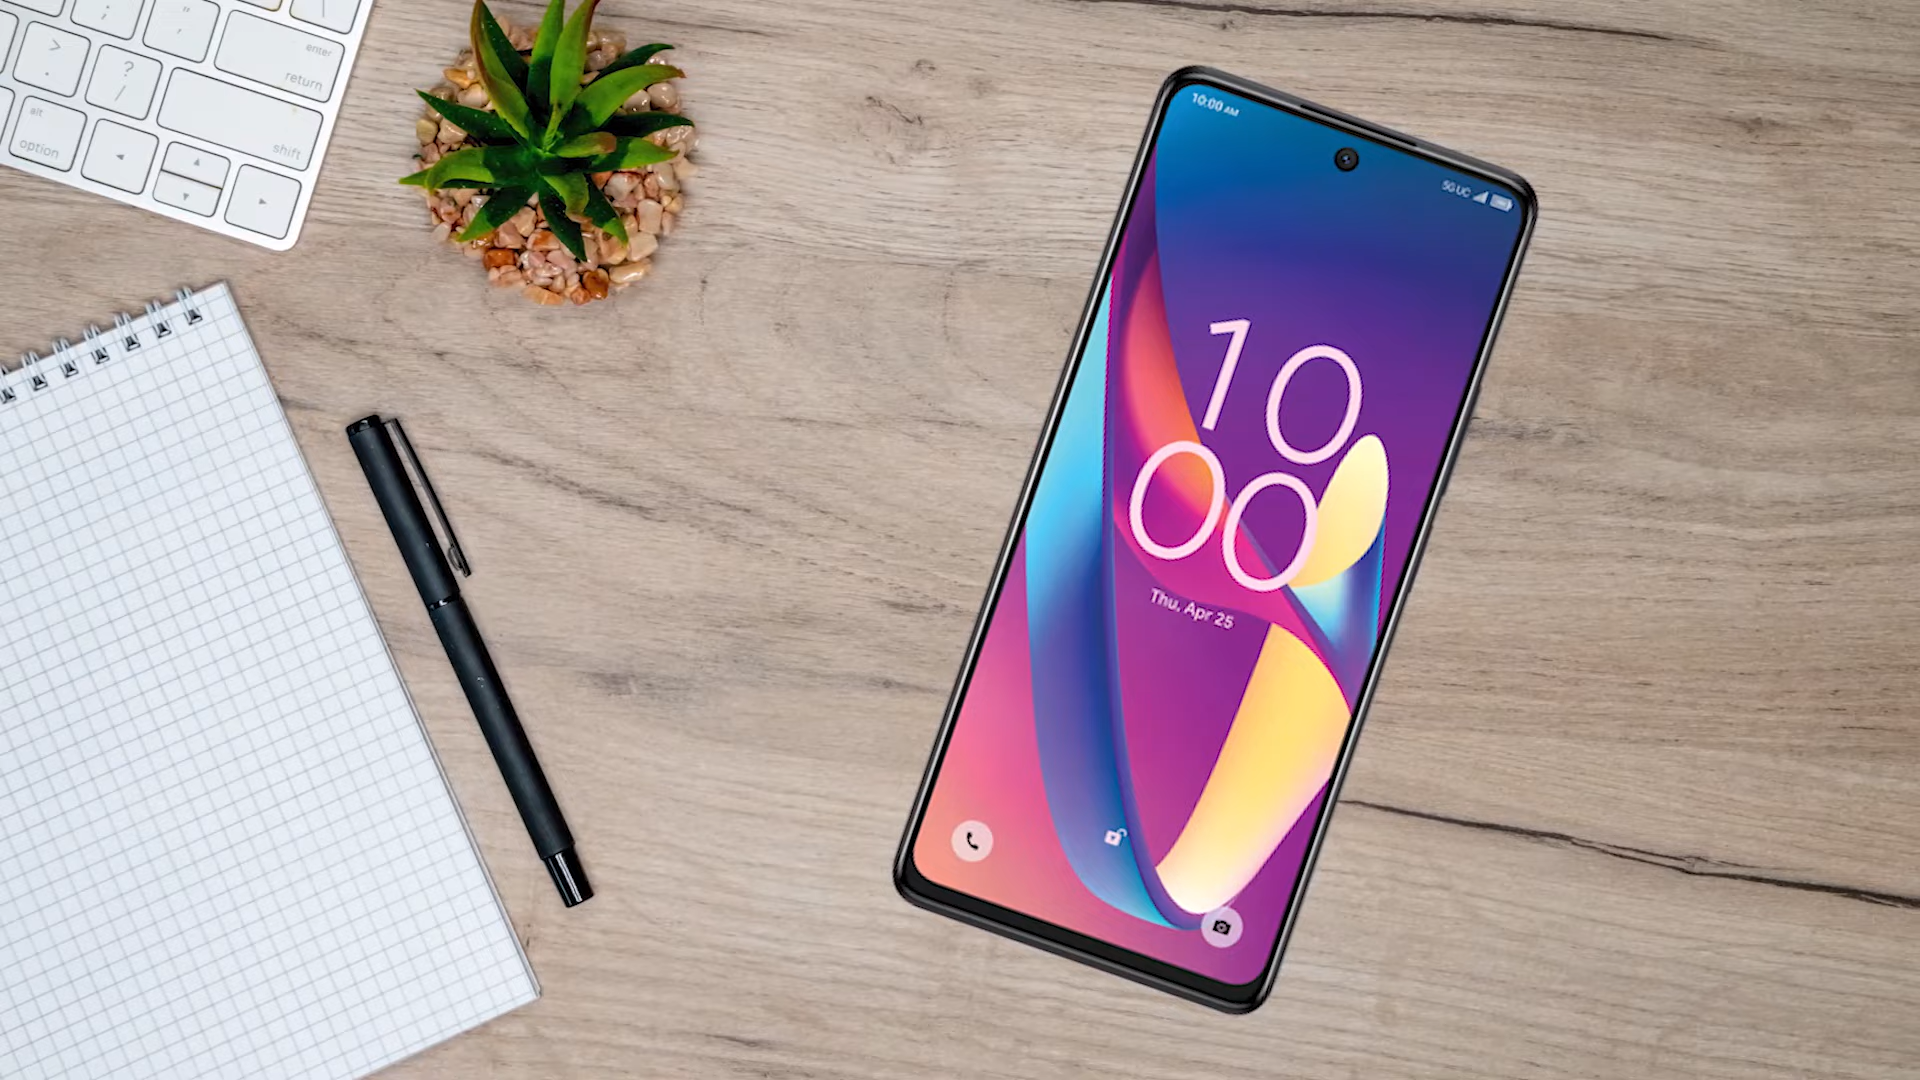 enter
return
alt
option
shift
10:00 AM
5G UC
10
00
Thu, Apr 25